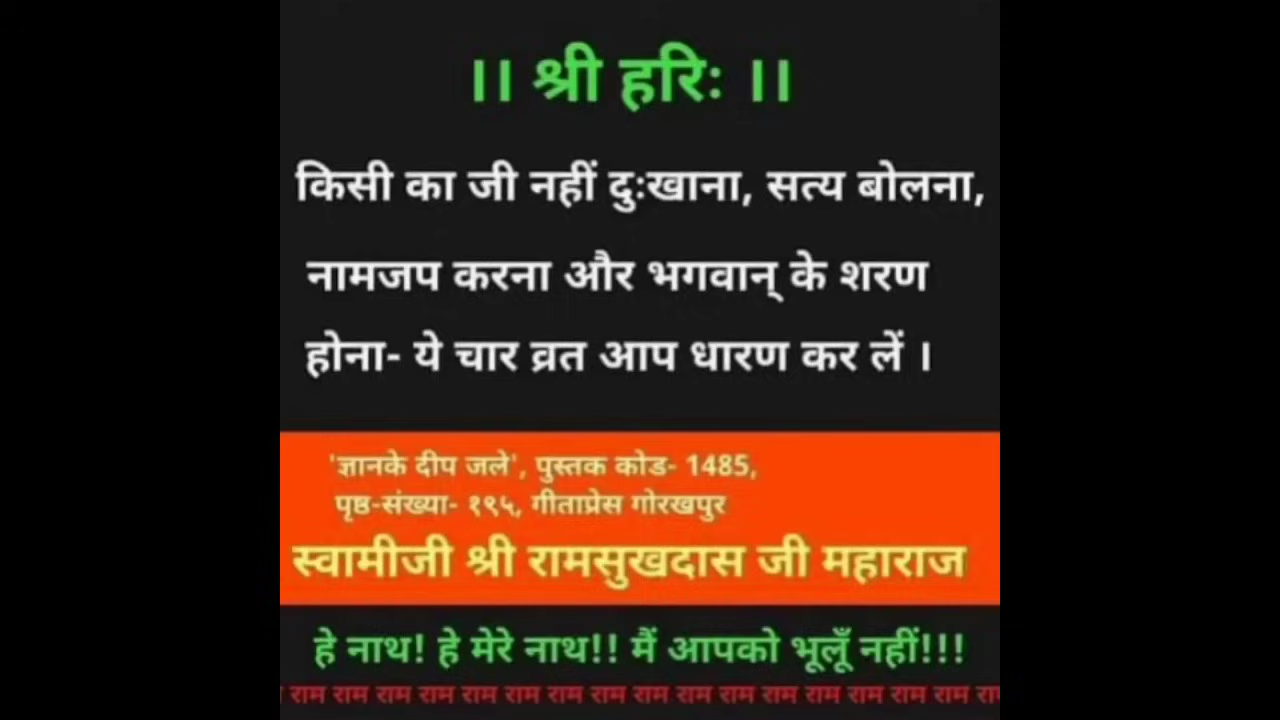 ।। श्री हरिः ।।
किसी का जी नहीं दुःखाना, सत्य बोलना,
नामजप करना और भगवान् के शरण
होना- ये चार व्रत आप धारण कर लें ।
'ज्ञानके दीप जले', पुस्तक कोड- 1485,
पृष्ठ-संख्या- १९५, गीताप्रेस गोरखपुर
स्वामीजी श्री रामसुखदास जी महाराज
हे नाथ! हे मेरे नाथ!! मैं आपको भूलूँ नहीं!!!
राम राम राम राम राम राम राम राम राम राम राम राम राम राम राम राम